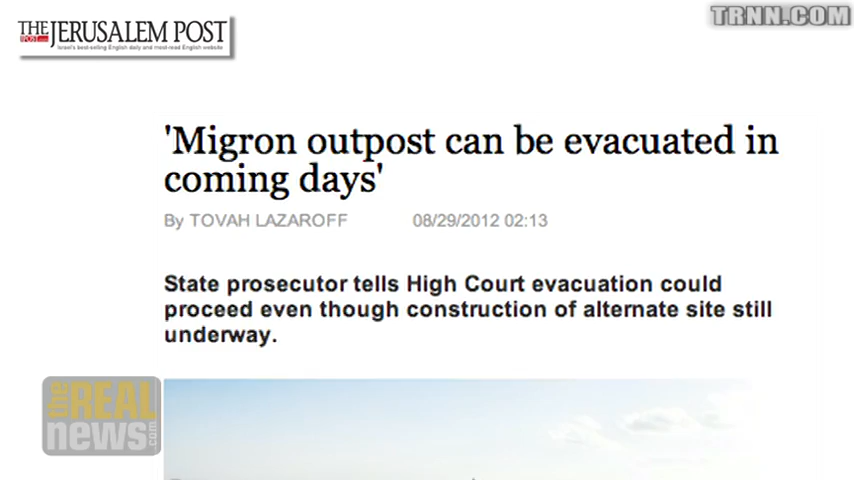 TRNN.COM
THE JERUSALEM POST
JPOST.com
Israel's best-selling English daily and most-read English website
'Migron outpost can be evacuated in
coming days'
By TOVAH LAZAROFF 08/29/2012 02:13
State prosecutor tells High Court evacuation could
proceed even though construction of alternate site still
underway.
the REAL
news.com